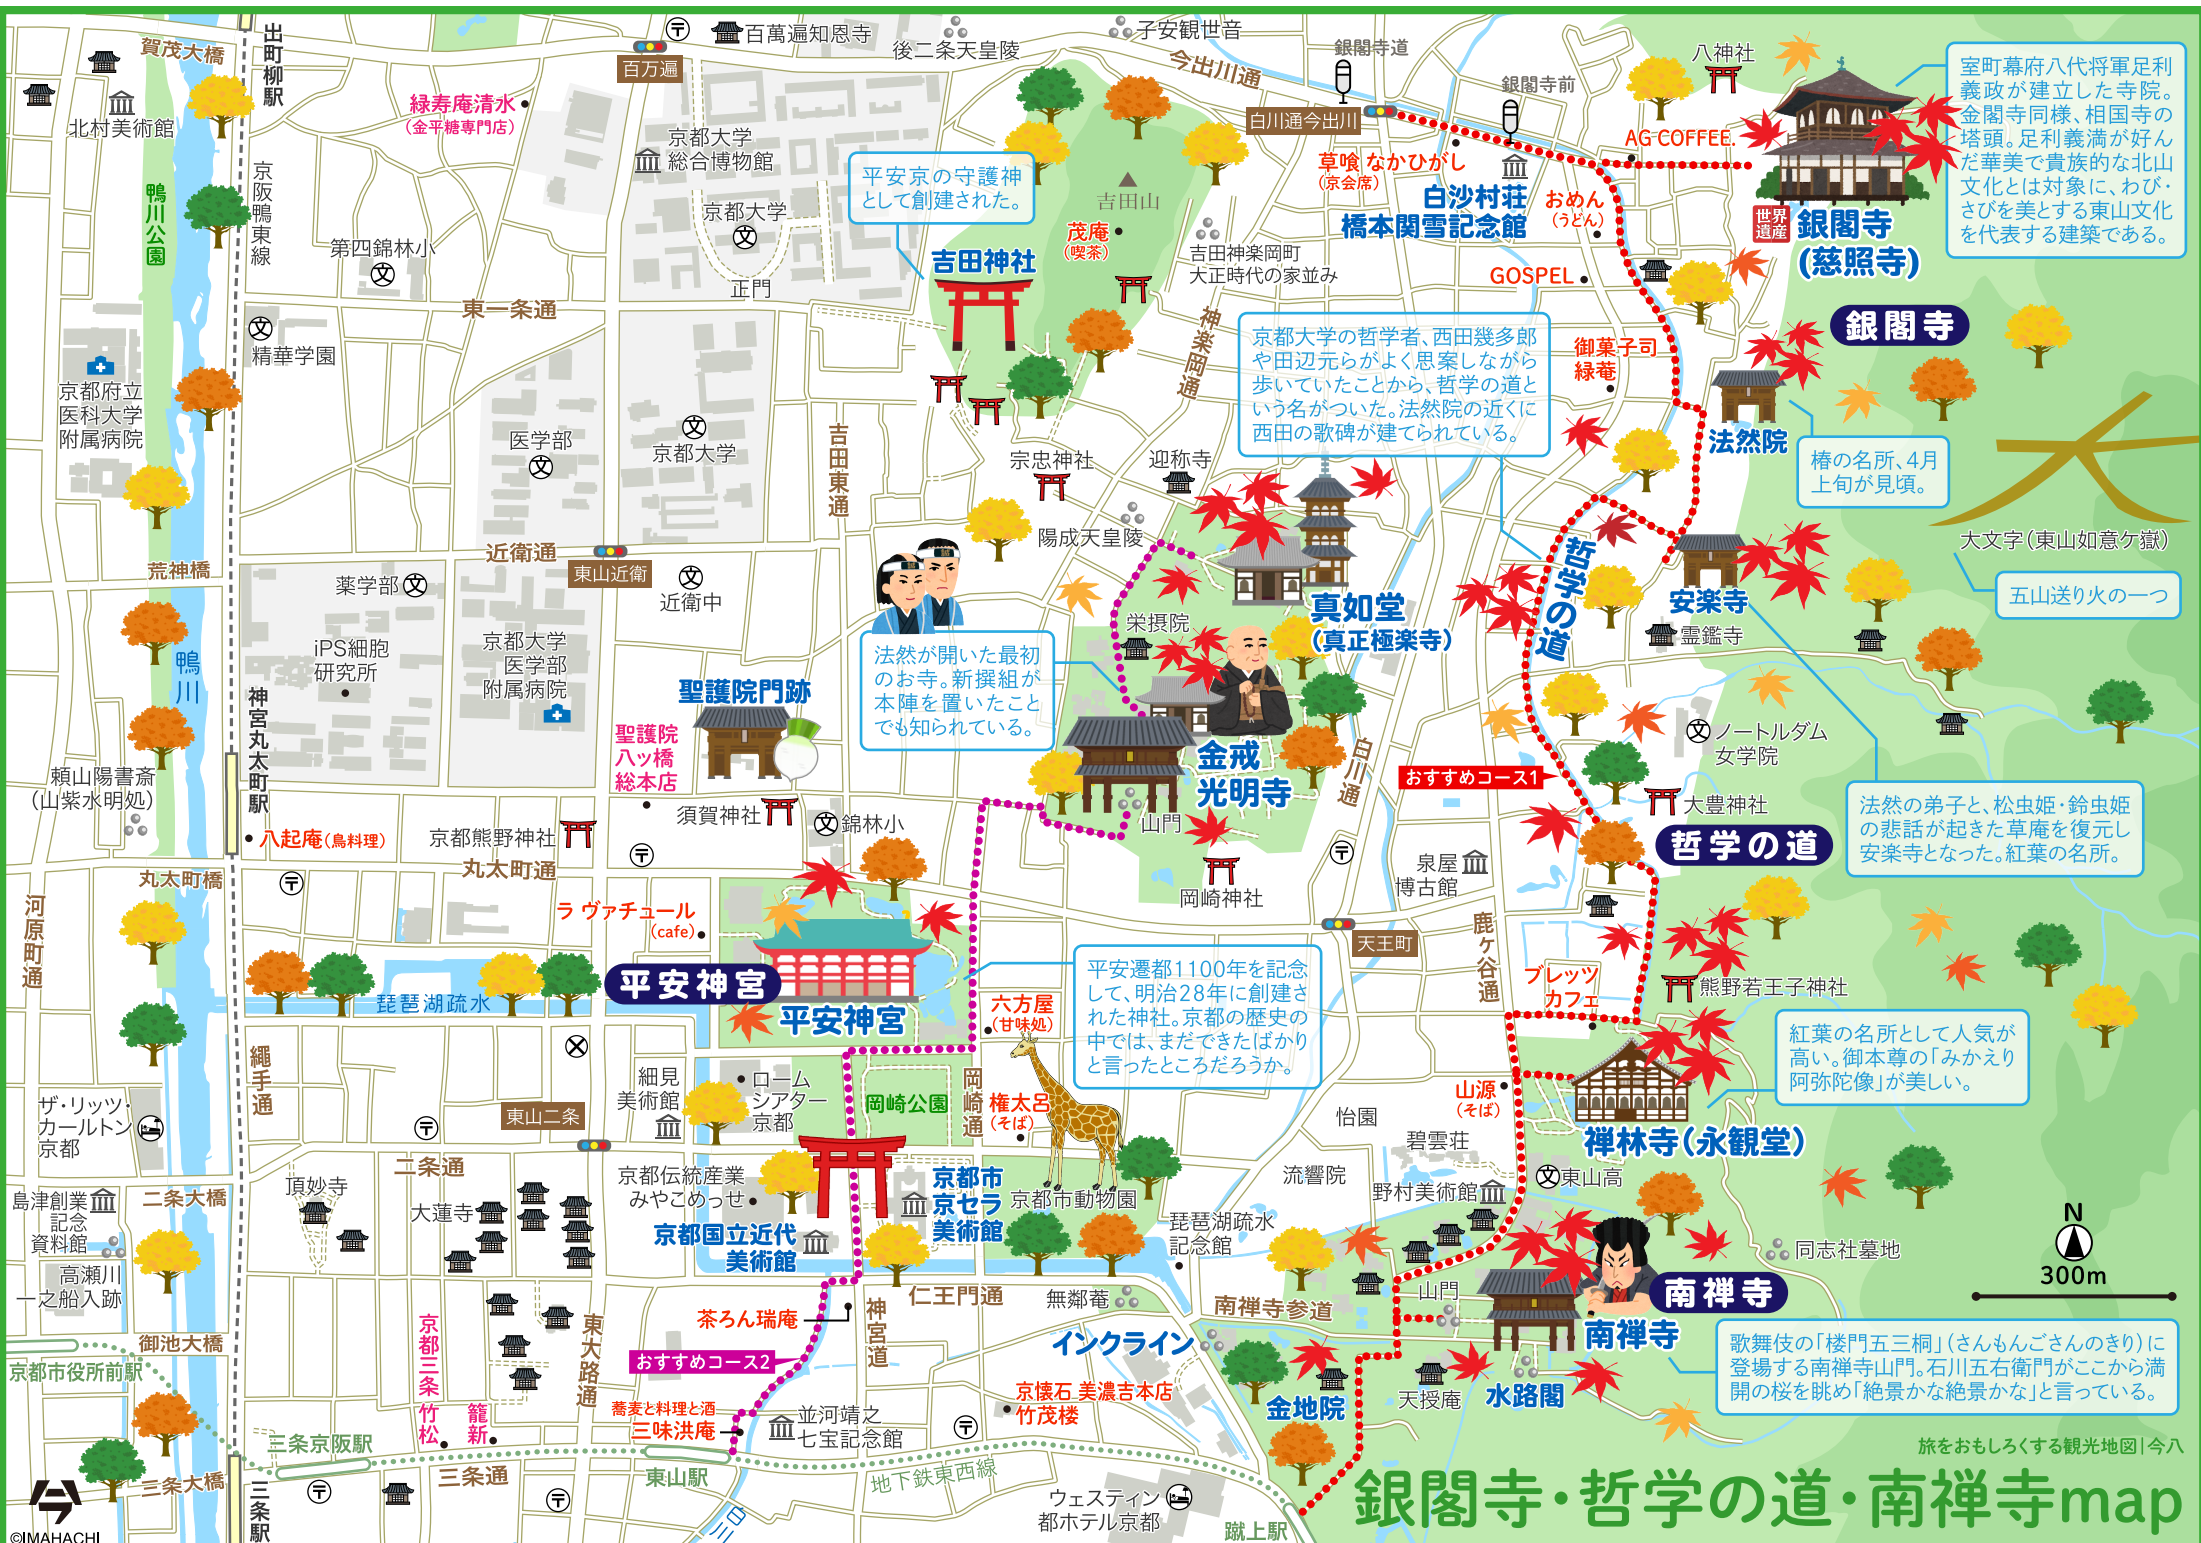 賀茂大橋
出町柳駅
百万遍
百萬遍知恩寺
後二条天皇陵
子安観世音
今出川通
銀閣寺道
銀閣寺前
八神社
北村美術館
緑寿庵清水
(金平糖専門店)
京都大学
総合博物館
白川通今出川
草喰 なかひがし
(京会席)
AG COFFEE.
室町幕府八代将軍足利
義政が建立した寺院。
金閣寺同様、相国寺の
塔頭。足利義満が好ん
だ華美で貴族的な北山
文化とは対象に、わび・
さびを美とする東山文化
を代表する建築である。
平安京の守護神
として創建された。
吉田山
白沙村荘
橋本関雪記念館
おめん
(うどん)
世界
遺産
銀閣寺
(慈照寺)
鴨川公園
京阪鴨東線
京都大学
正門
第四錦林小
茂庵
(喫茶)
吉田神社
吉田神楽岡町
大正時代の家並み
GOSPEL
東一条通
神楽岡通
精華学園
京都府立
医科大学
附属病院
京都大学の哲学者、西田幾多郎
や田辺元らがよく思案しながら
歩いていたことから、哲学の道と
いう名がついた。法然院の近くに
西田の歌碑が建てられている。
御菓子司
緑菴
銀閣寺
法然院
椿の名所、4月
上旬が見頃。
医学部
京都大学
吉田東通
宗忠神社
迎称寺
陽成天皇陵
大文字(東山如意ケ嶽)
五山送り火の一つ
荒神橋
近衛通
東山近衛
近衛中
薬学部
哲学の道
安楽寺
霊鑑寺
iPS細胞
研究所
京都大学
医学部
附属病院
栄摂院
真如堂
(真正極楽寺)
法然が開いた最初
のお寺。新撰組が
本陣を置いたこと
でも知られている。
鴨川
神宮丸太町駅
聖護院門跡
聖護院
八ッ橋
総本店
金戒
光明寺
山門
白川通
おすすめコース1
ノートルダム
女学院
大豊神社
頼山陽書斎
(山紫水明処)
八起庵(鳥料理)
京都熊野神社
須賀神社
錦林小
哲学の道
法然の弟子と、松虫姫・鈴虫姫
の悲話が起きた草庵を復元し
安楽寺となった。紅葉の名所。
丸太町橋
丸太町通
岡崎神社
泉屋
博古館
河原町通
ラ ヴァチュール
(cafe)
天王町
鹿ケ谷通
平安神宮
平安神宮
琵琶湖疏水
六方屋
(甘味処)
平安遷都1100年を記念
して、明治28年に創建さ
れた神社。京都の歴史の
中では、まだできたばかり
と言ったところだろうか。
ブレッツ
カフェ
熊野若王子神社
紅葉の名所として人気が
高い。御本尊の「みかえり
阿弥陀像」が美しい。
縄手通
細見
美術館
ローム
シアター
京都
岡崎公園
岡崎通
権太呂
(そば)
山源
(そば)
怡園
碧雲荘
禅林寺(永観堂)
ザ・リッツ・
カールトン
京都
東山二条
二条通
二条大橋
頂妙寺
大蓮寺
京都伝統産業
みやこめっせ
京都市
京セラ
美術館
京都市動物園
流響院
野村美術館
東山高
島津創業
記念
資料館
京都国立近代
美術館
琵琶湖疏水
記念館
同志社墓地
N
300m
高瀬川
一之船入跡
仁王門通
無鄰菴
南禅寺参道
山門
南禅寺
南禅寺
御池大橋
京都市役所前駅
京都三条
竹松
籠新
東大路通
茶ろん瑞庵
神宮道
インクライン
おすすめコース2
歌舞伎の「楼門五三桐」(さんもんごさんのきり)に
登場する南禅寺山門。石川五右衛門がここから満
開の桜を眺め「絶景かな絶景かな」と言っている。
蕎麦と料理と酒
三味洪庵
京懐石 美濃吉本店
竹茂楼
金地院
天授庵
水路閣
並河靖之
七宝記念館
三条京阪駅
三条大橋
三条通
三条駅
東山駅
白川
地下鉄東西線
ウェスティン
都ホテル京都
蹴上駅
旅をおもしろくする観光地図|今八
銀閣寺・哲学の道・南禅寺map
©IMAHACHI